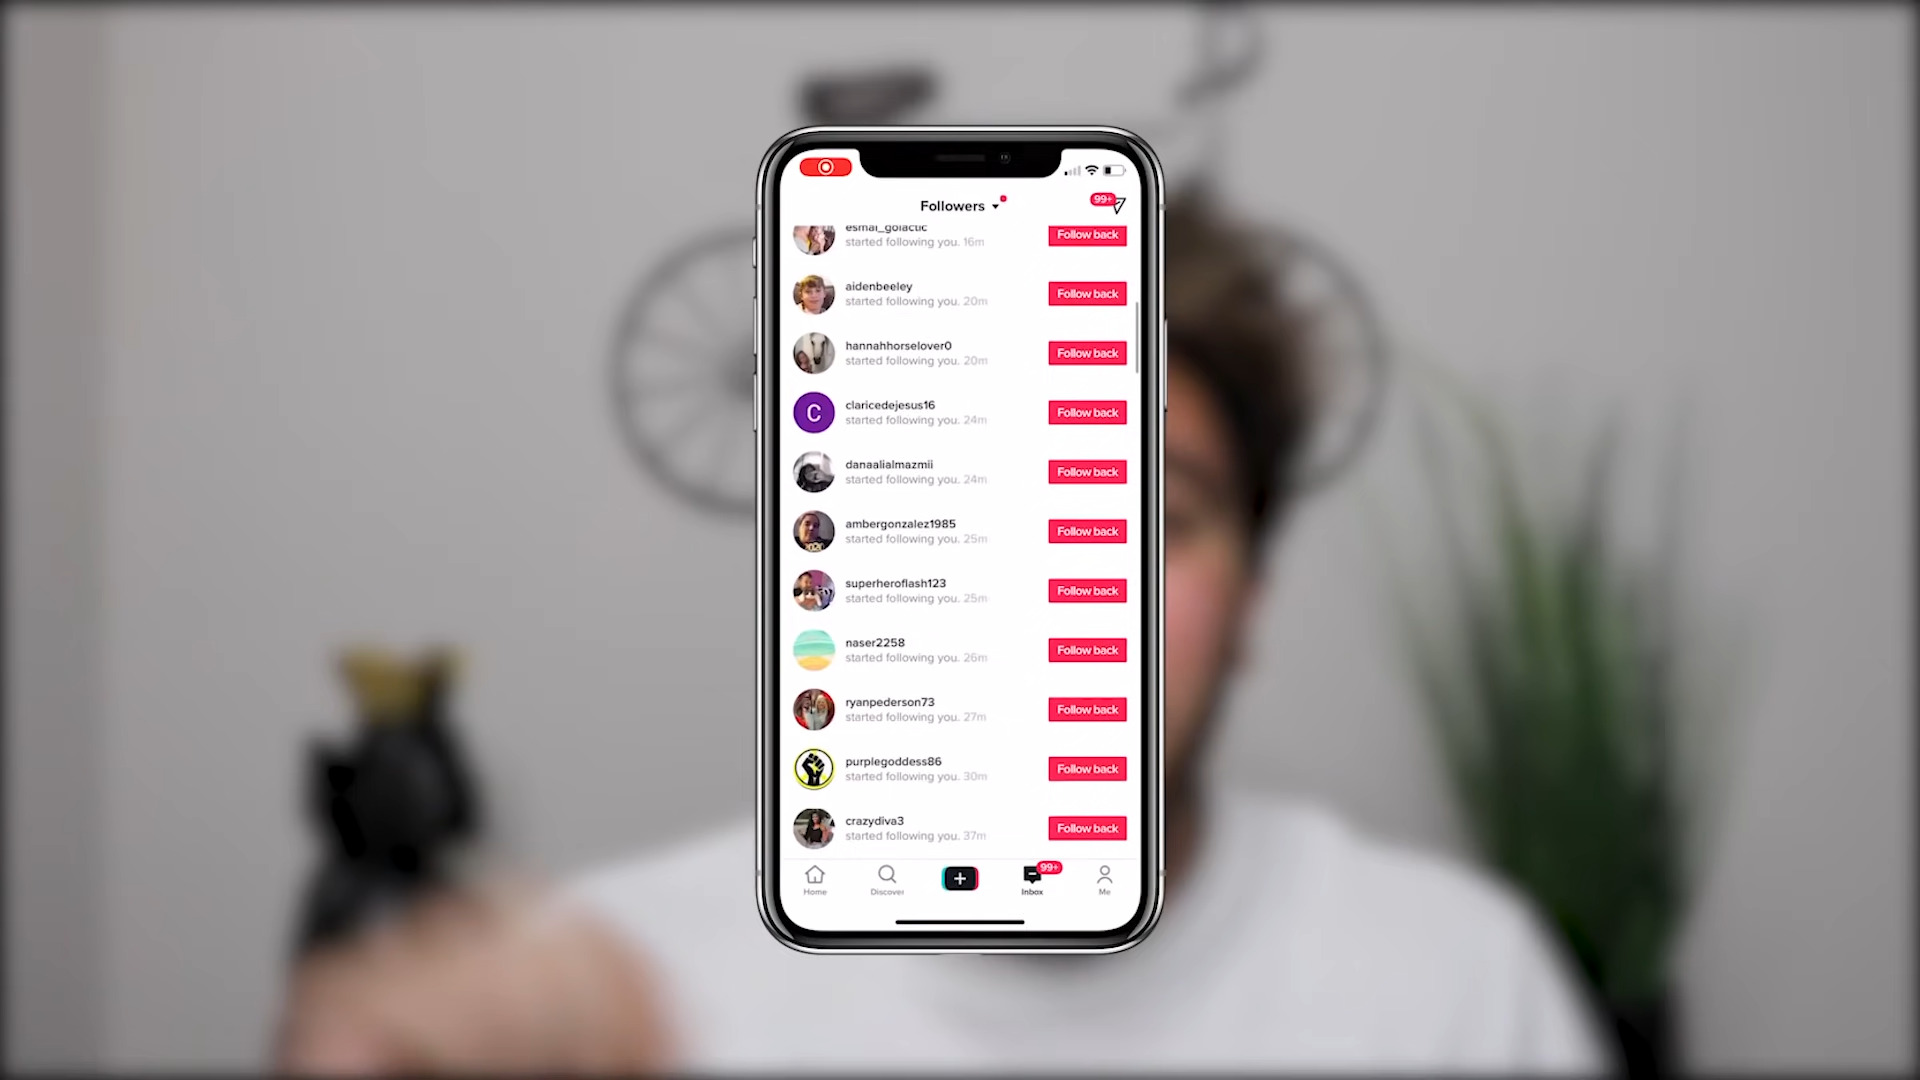 Followers
99+
esmai_golactic
started following you. 16m
Follow back
aidenbeeley
started following you. 20m
Follow back
hannahhorselover0
started following you. 20m
Follow back
C
claricedejesus16
started following you. 24m
Follow back
danaalialmazmii
started following you. 24m
Follow back
ambergonzalez1985
started following you. 25m
Follow back
superheroflash123
started following you. 25m
Follow back
naser2258
started following you. 26m
Follow back
ryanpederson73
started following you. 27m
Follow back
purplegoddess86
started following you. 30m
Follow back
crazydiva3
started following you. 37m
Follow back
99+
Home
Discover
Inbox
Me